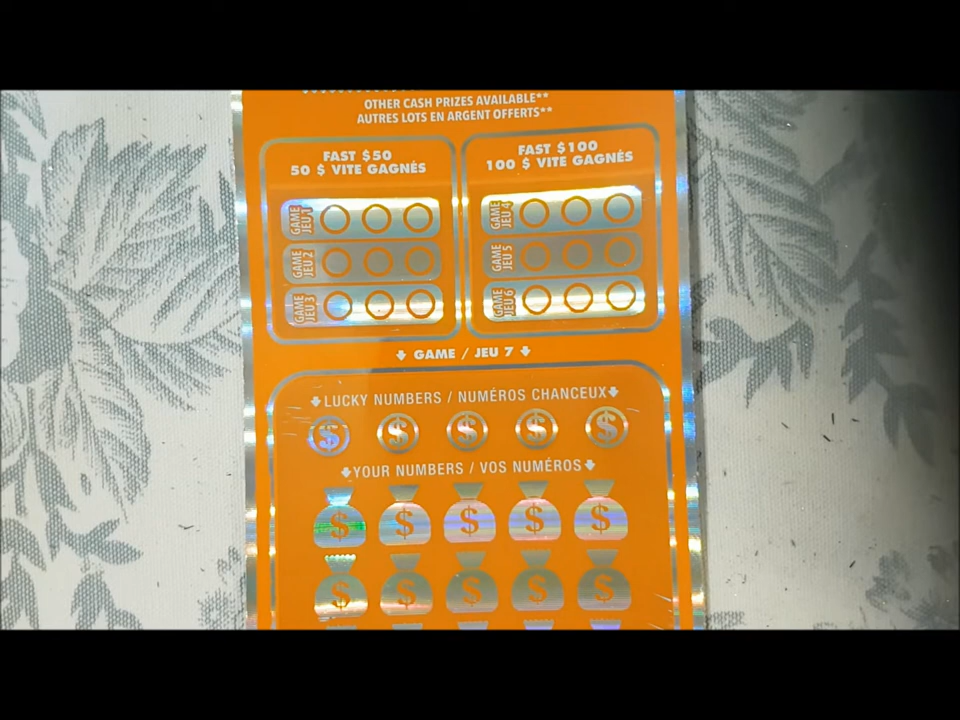 OTHER CASH PRIZES AVAILABLE**
AUTRES LOTS EN ARGENT OFFERTS**
FAST $50
50 $ VITE GAGNÉS
GAME
JEU 1
GAME
JEU 2
GAME
JEU 3
FAST $100
100 $ VITE GAGNÉS
GAME
JEU 4
GAME
JEU 5
GAME
JEU 6
GAME / JEU 7
LUCKY NUMBERS / NUMÉROS CHANCEUX
$ $ $ $ $
YOUR NUMBERS / VOS NUMÉROS
$ $ $ $ $
$ $ $ $ $